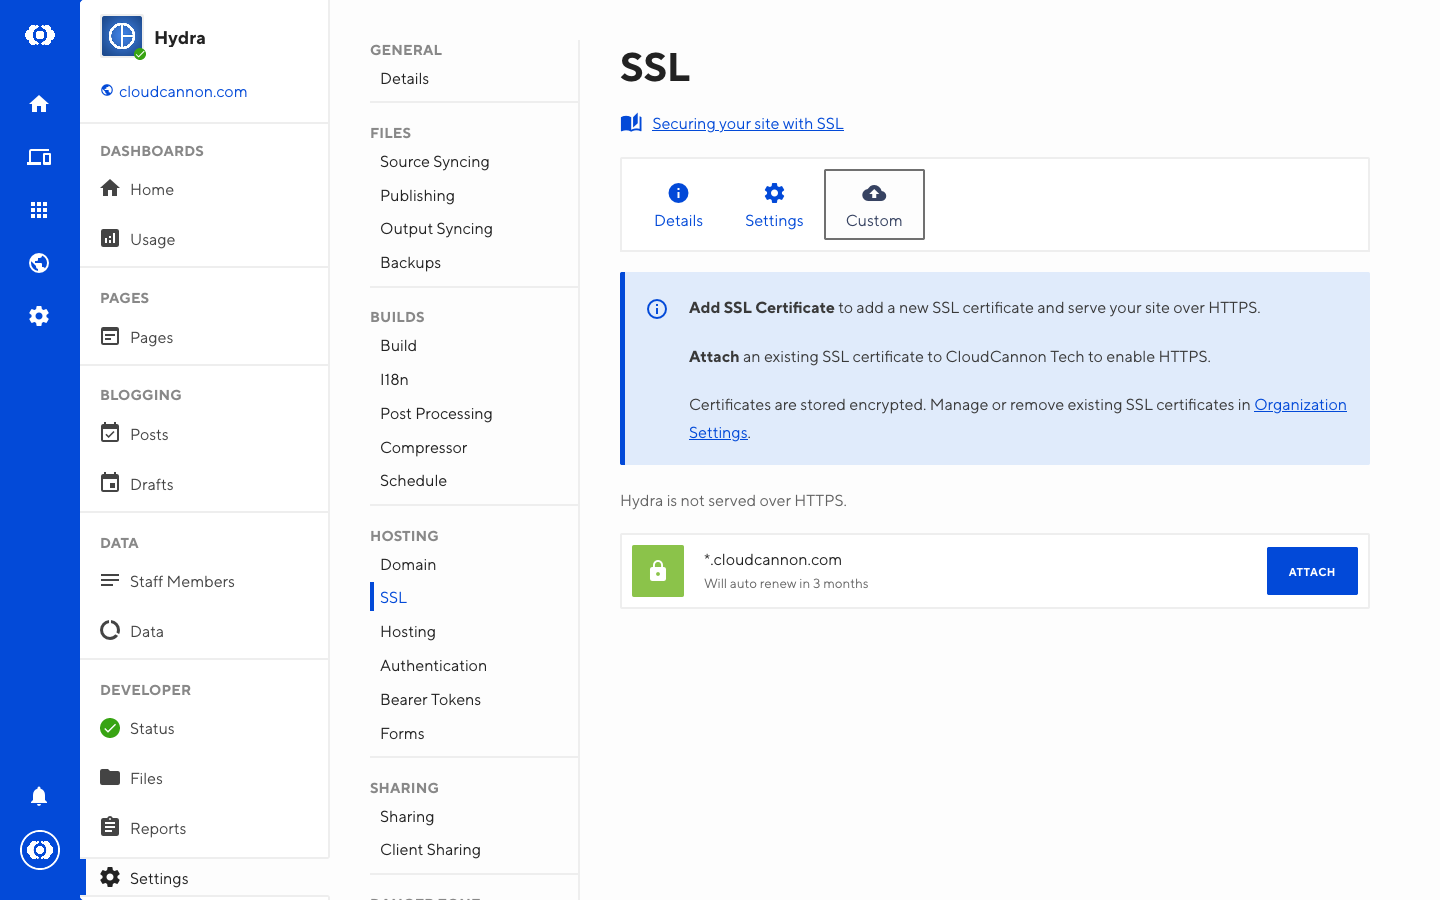 Hydra
cloudcannon.com
DASHBOARDS
Home
Usage
PAGES
Pages
BLOGGING
Posts
Drafts
DATA
Staff Members
Data
DEVELOPER
Status
Files
Reports
Settings
GENERAL
Details
FILES
Source Syncing
Publishing
Output Syncing
Backups
BUILDS
Build
I18n
Post Processing
Compressor
Schedule
HOSTING
Domain
SSL
Hosting
Authentication
Bearer Tokens
Forms
SHARING
Sharing
Client Sharing
SSL
Securing your site with SSL
Details
Settings
Custom
Add SSL Certificate to add a new SSL certificate and serve your site over HTTPS.
Attach an existing SSL certificate to CloudCannon Tech to enable HTTPS.
Certificates are stored encrypted. Manage or remove existing SSL certificates in Organization
Settings.
Hydra is not served over HTTPS.
*.cloudcannon.com
Will auto renew in 3 months
ATTACH